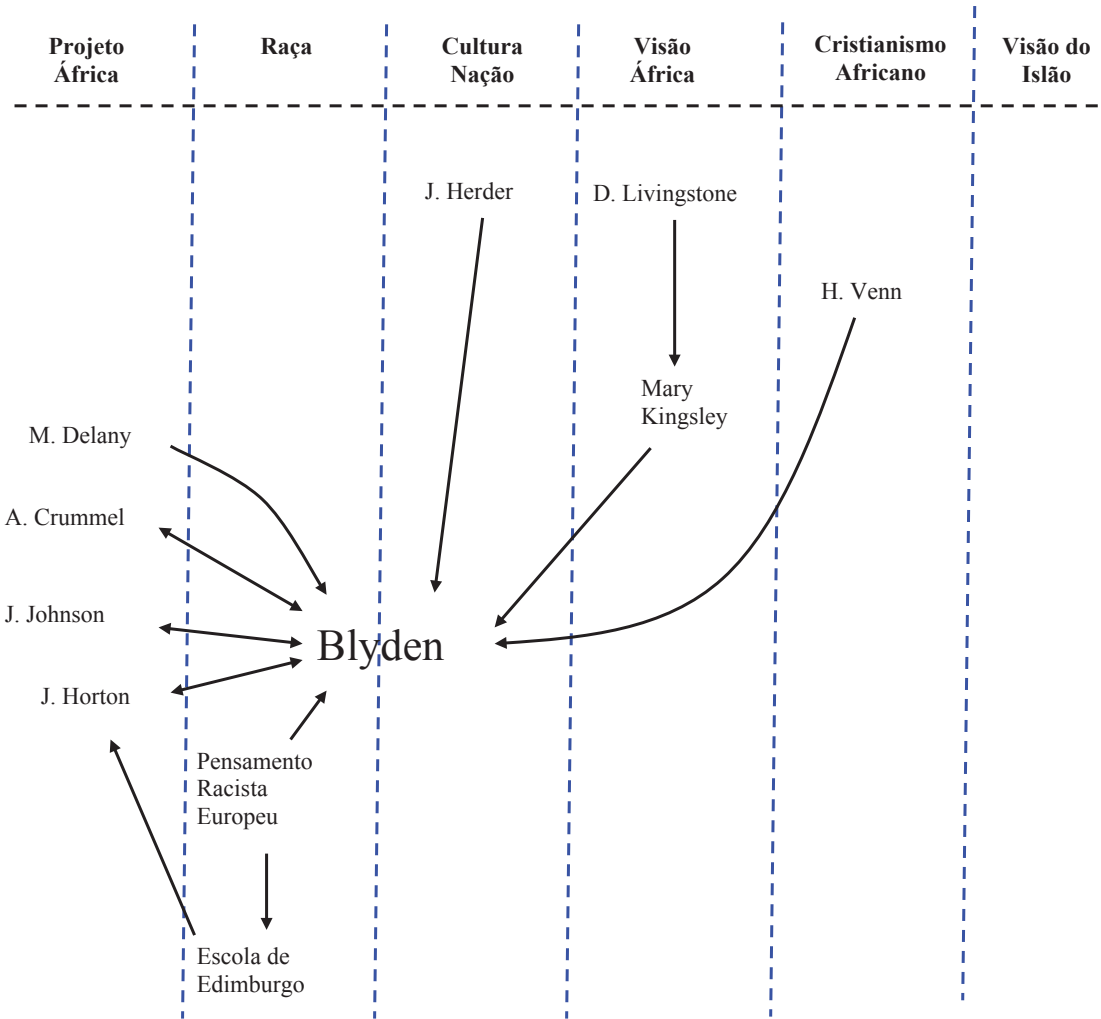 Projeto
África
Raça
Cultura
Nação
Visão
África
Cristianismo
Africano
Visão do
Islão
J. Herder
D. Livingstone
H. Venn
Mary
Kingsley
M. Delany
A. Crummel
J. Johnson
Blyden
J. Horton
Pensamento
Racista
Europeu
Escola de
Edimburgo